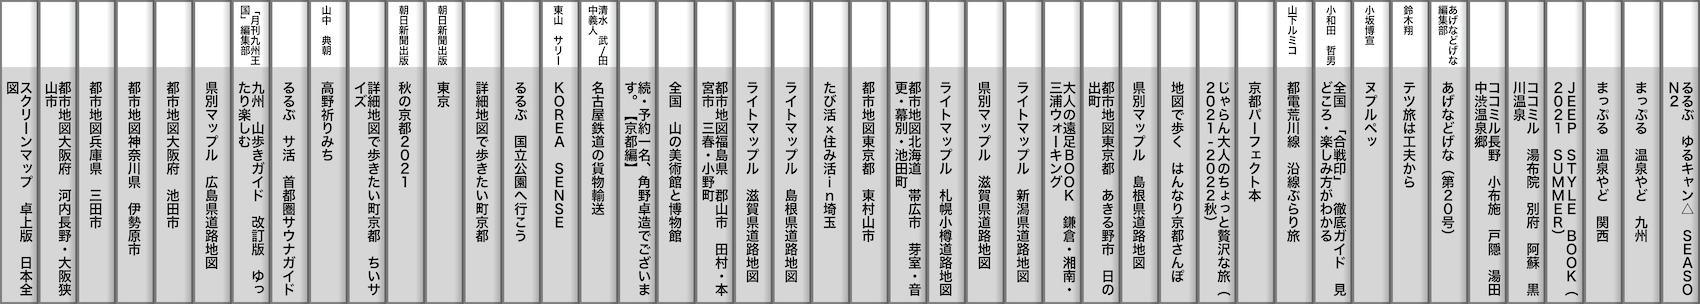 るるぶ　ゆるキャン△　SEASO
N2
まっぷる　温泉やど　九州
まっぷる　温泉やど　関西
JEEP　STYLE　BOOK（
2021　SUMMER）
ココミル　湯布院　別府　阿蘇　黒
川温泉
ココミル長野　小布施　戸隠　湯田
中渋温泉郷
あげなどげな
編集部
あげなどげな（第20号）
鈴木翔
テツ旅は工夫から
小坂博宣
ヌプルペッ
小和田　哲男
全国　「合戦印」　徹底ガイド　見
どころ・楽しみ方がわかる
山下ルミコ
都電荒川線　沿線ぶらり旅
京都パーフェクト本
じゃらん大人のちょっと贅沢な旅（
2021-2022秋）
地図で歩く　はんなり京都さんぽ
県別マップル　島根県道路地図
都市地図東京都　あきる野市　日の
出町
大人の遠足BOOK　鎌倉・湘南・
三浦ウォーキング
ライトマップル　新潟県道路地図
県別マップル　滋賀県道路地図
ライトマップル　札幌小樽道路地図
都市地図北海道　帯広市　芽室・音
更・幕別・池田町
都市地図東京都　東村山市
たび活×住み活in埼玉
ライトマップル　島根県道路地図
ライトマップル　滋賀県道路地図
都市地図福島県　郡山市　田村・本
宮市　三春・小野町
全国　山の美術館と博物館
続・予約一名、角野卓造でございま
す。【京都編】
清水　武/田
中義人
名古屋鉄道の貨物輸送
東山　サリー
KOREA　SENSE
るるぶ　国立公園へ行こう
詳細地図で歩きたい町京都
朝日新聞出版
東京
朝日新聞出版
秋の京都2021
詳細地図で歩きたい町京都　ちいサ
イズ
山中　典朝
高野祈りみち
るるぶ　サ活　首都圏サウナガイド
「月刊九州王
国」編集部
九州　山歩きガイド　改訂版　ゆっ
たり楽しむ
県別マップル　広島県道路地図
都市地図大阪府　池田市
都市地図神奈川県　伊勢原市
都市地図兵庫県　三田市
都市地図大阪府　河内長野・大阪狭
山市
スクリーンマップ　卓上版　日本全
図